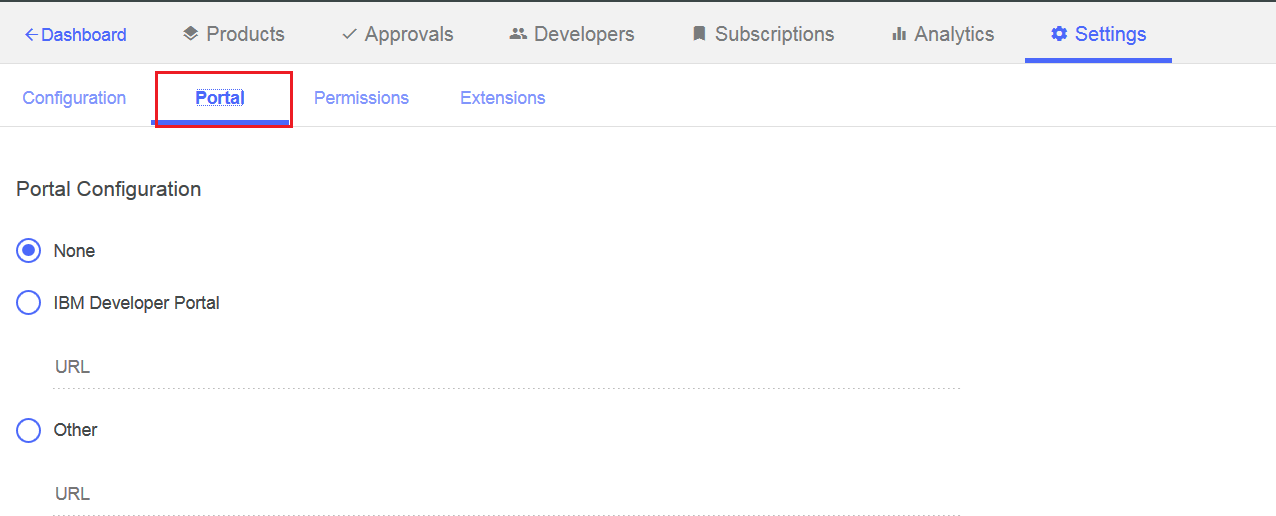 Dashboard Products Approvals Developers Subscriptions Analytics Settings
Configuration Portal Permissions Extensions
Portal Configuration
None
IBM Developer Portal
URL
Other
URL